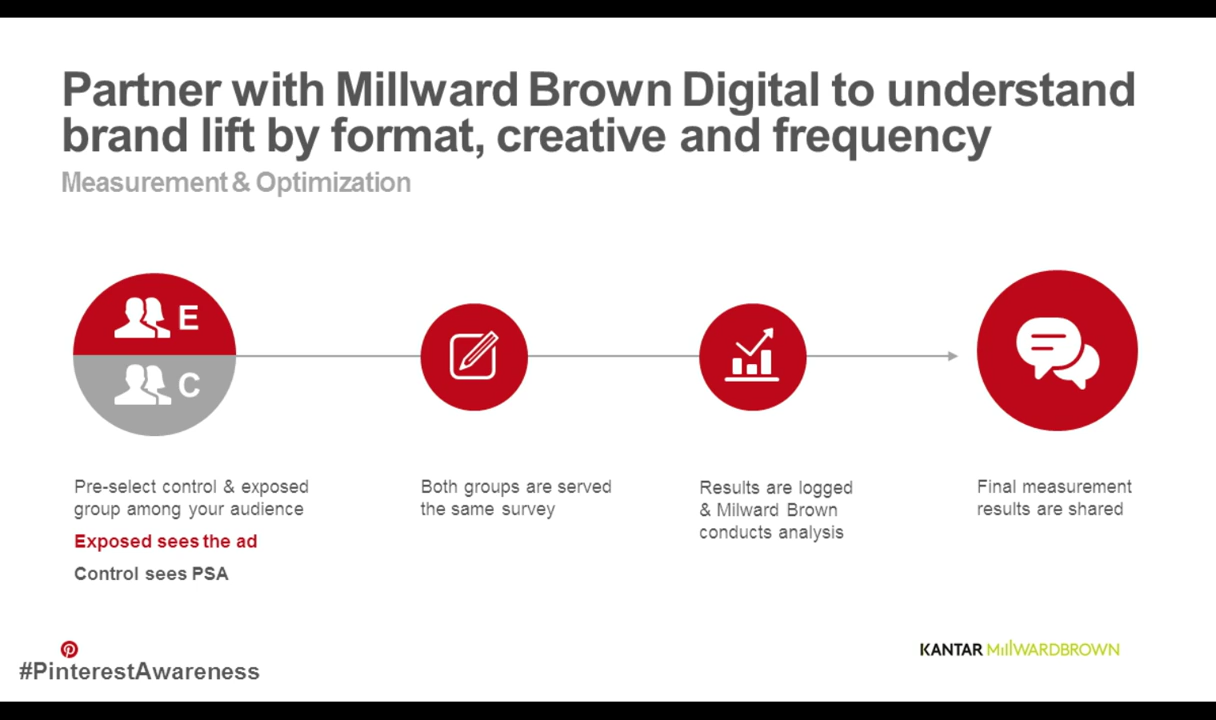 Partner with Millward Brown Digital to understand
brand lift by format, creative and frequency
Measurement & Optimization
E
C
Pre-select control & exposed
group among your audience
Exposed sees the ad
Control sees PSA
Both groups are served
the same survey
Results are logged
& Milward Brown
conducts analysis
Final measurement
results are shared
#PinterestAwareness
KANTAR MillWARDBROWN